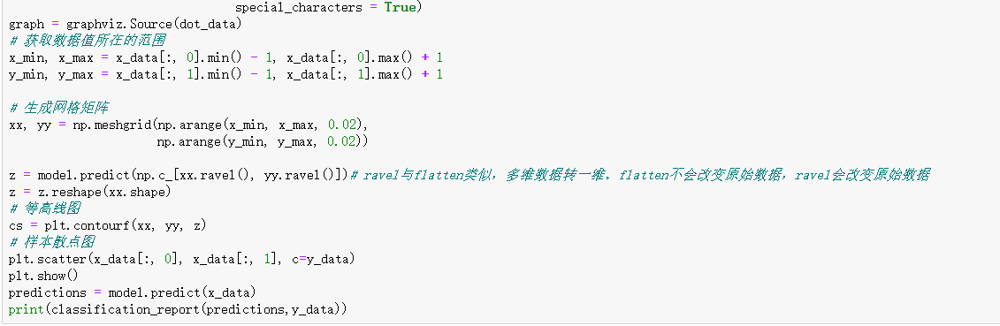 special_characters = True)
graph = graphviz.Source(dot_data)
# 获取数据值所在的范围
x_min, x_max = x_data[:, 0].min() - 1, x_data[:, 0].max() + 1
y_min, y_max = x_data[:, 1].min() - 1, x_data[:, 1].max() + 1
# 生成网格矩阵
xx, yy = np.meshgrid(np.arange(x_min, x_max, 0.02),
np.arange(y_min, y_max, 0.02))
z = model.predict(np.c_[xx.ravel(), yy.ravel()])# ravel与flatten类似，多维数据转一维。flatten不会改变原始数据，ravel会改变原始数据
z = z.reshape(xx.shape)
# 等高线图
cs = plt.contourf(xx, yy, z)
# 样本散点图
plt.scatter(x_data[:, 0], x_data[:, 1], c=y_data)
plt.show()
predictions = model.predict(x_data)
print(classification_report(predictions,y_data))